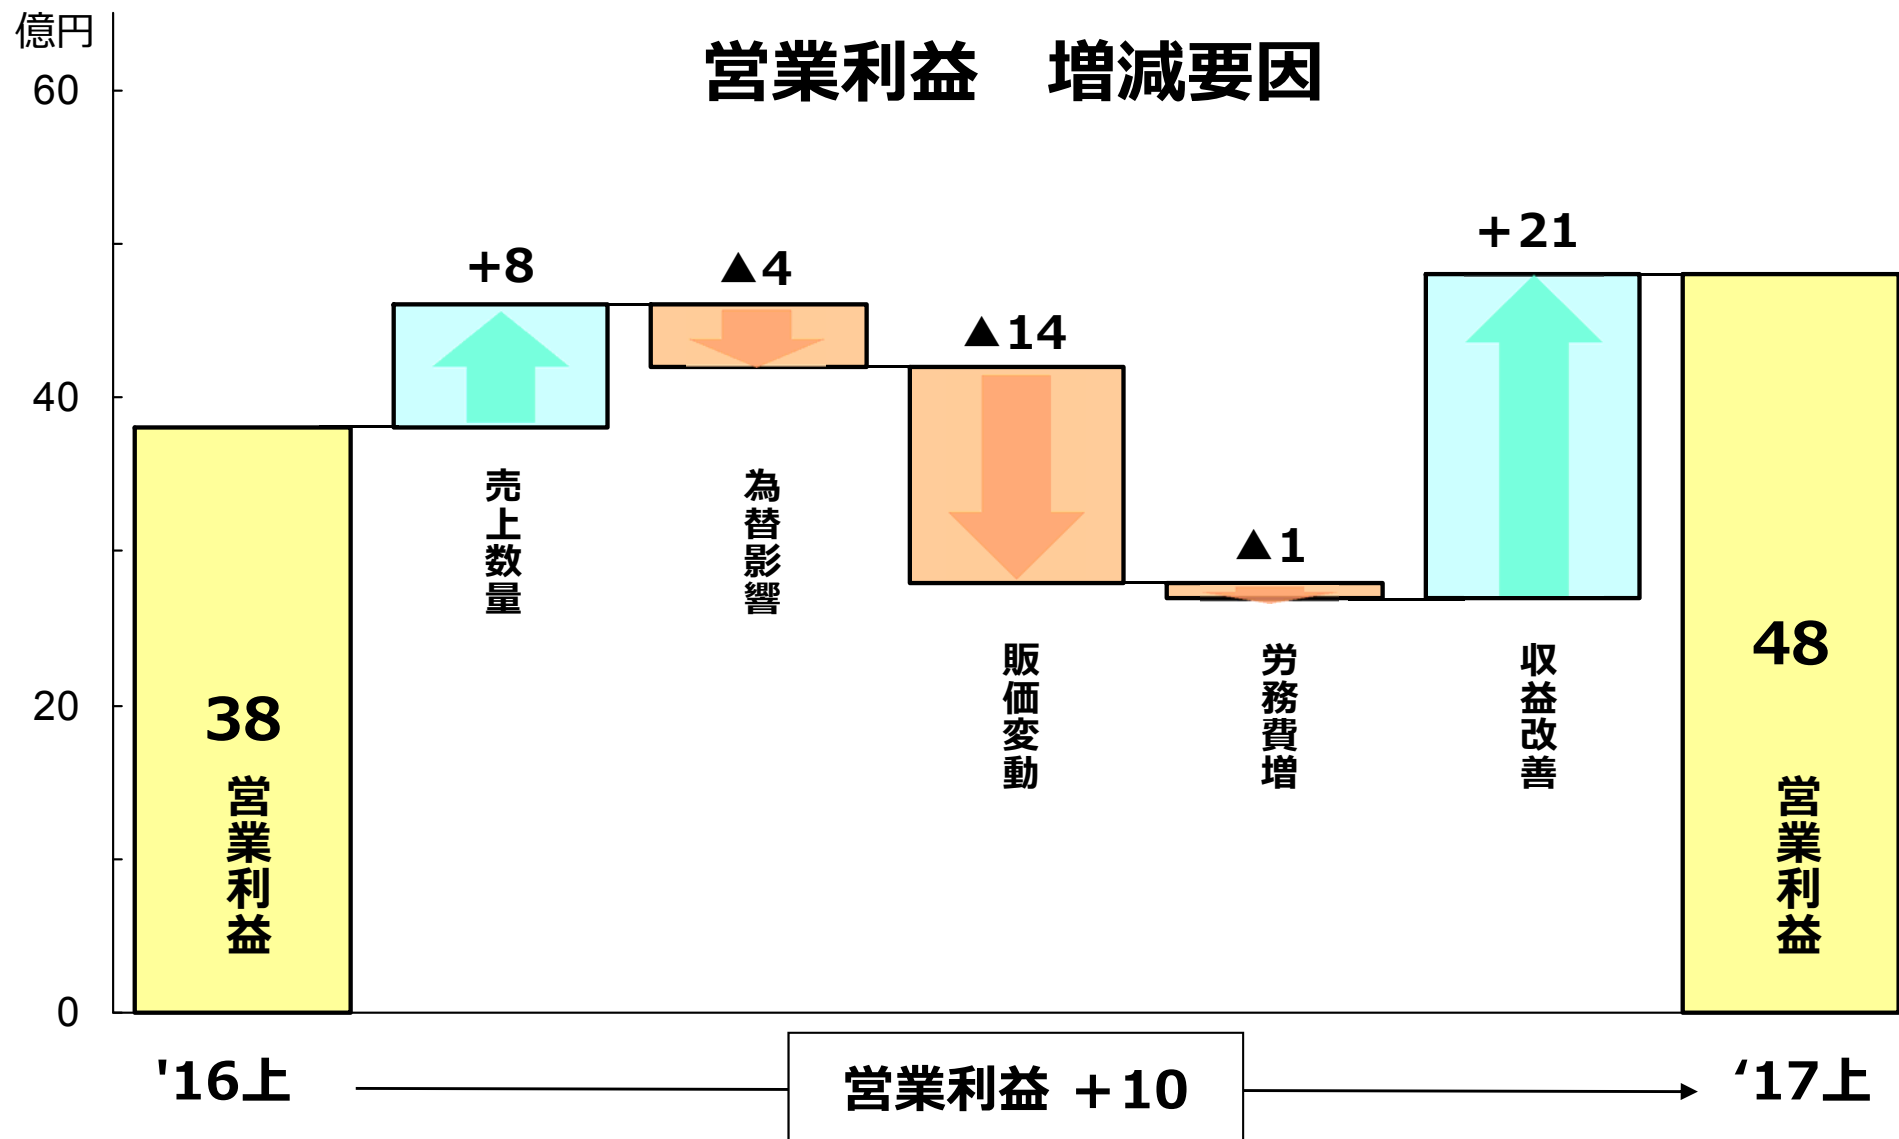 億円
営業利益　増減要因
60
40
20
0
+8
▲4
▲14
▲1
+21
売上数量
為替影響
販価変動
労務費増
収益改善
38
営業利益
48
営業利益
'16上
営業利益 +10
‘17上